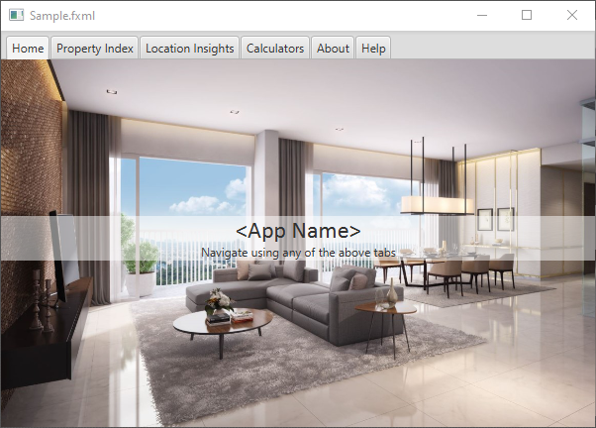 Sample.fxml
Home Property Index Location Insights Calculators About Help
<App Name>
Navigate using any of the above tabs